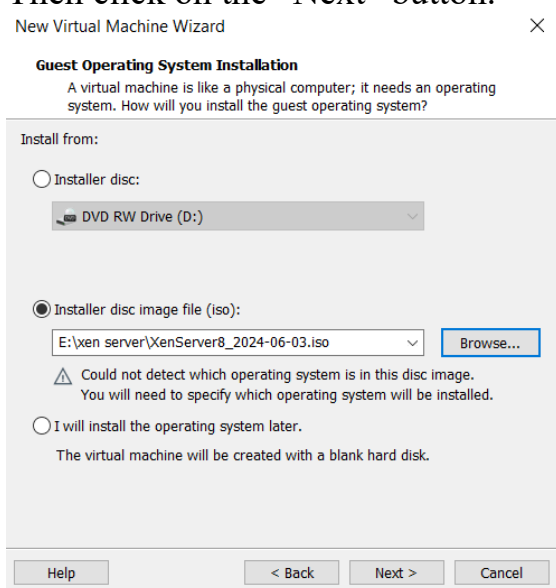 Then click on the "Next" button.
New Virtual Machine Wizard
Guest Operating System Installation
A virtual machine is like a physical computer; it needs an operating
system. How will you install the guest operating system?
Install from:
Installer disc:
DVD RW Drive (D:)
Installer disc image file (iso):
E:\xen server\XenServer8_2024-06-03.iso
Browse...
Could not detect which operating system is in this disc image.
You will need to specify which operating system will be installed.
I will install the operating system later.
The virtual machine will be created with a blank hard disk.
Help < Back Next > Cancel